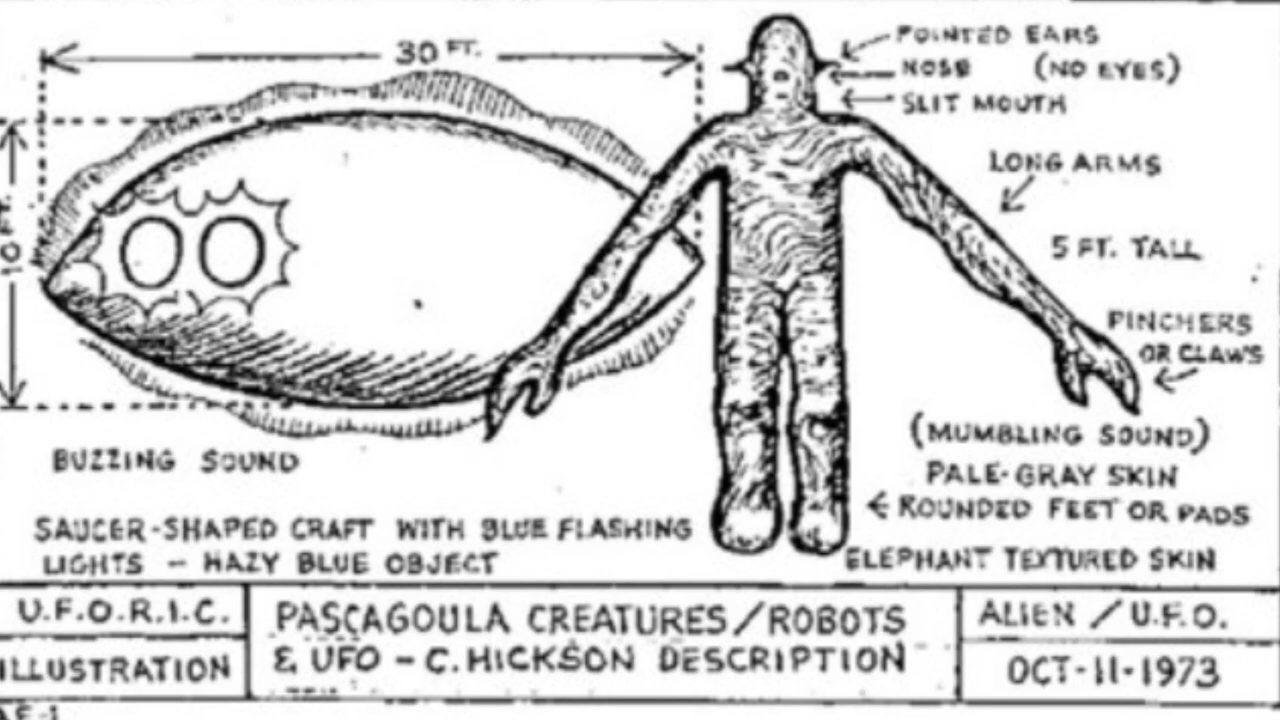 30 FT.
POINTED EARS
NOSE (NO EYES)
SLIT MOUTH
LONG ARMS
10 FT.
5 FT. TALL
PINCHERS
OR CLAWS
(MUMBLING SOUND)
BUZZING SOUND
PALE-GRAY SKIN
ROUNDED FEET OR PADS
SAUCER-SHAPED CRAFT WITH BLUE FLASHING
LIGHTS – HAZY BLUE OBJECT
ELEPHANT TEXTURED SKIN
U.F.O.R.I.C.
ILLUSTRATION
PASCAGOULA CREATURES/ROBOTS
& UFO – C. HICKSON DESCRIPTION
ALIEN / U.F.O.
OCT-11-1973